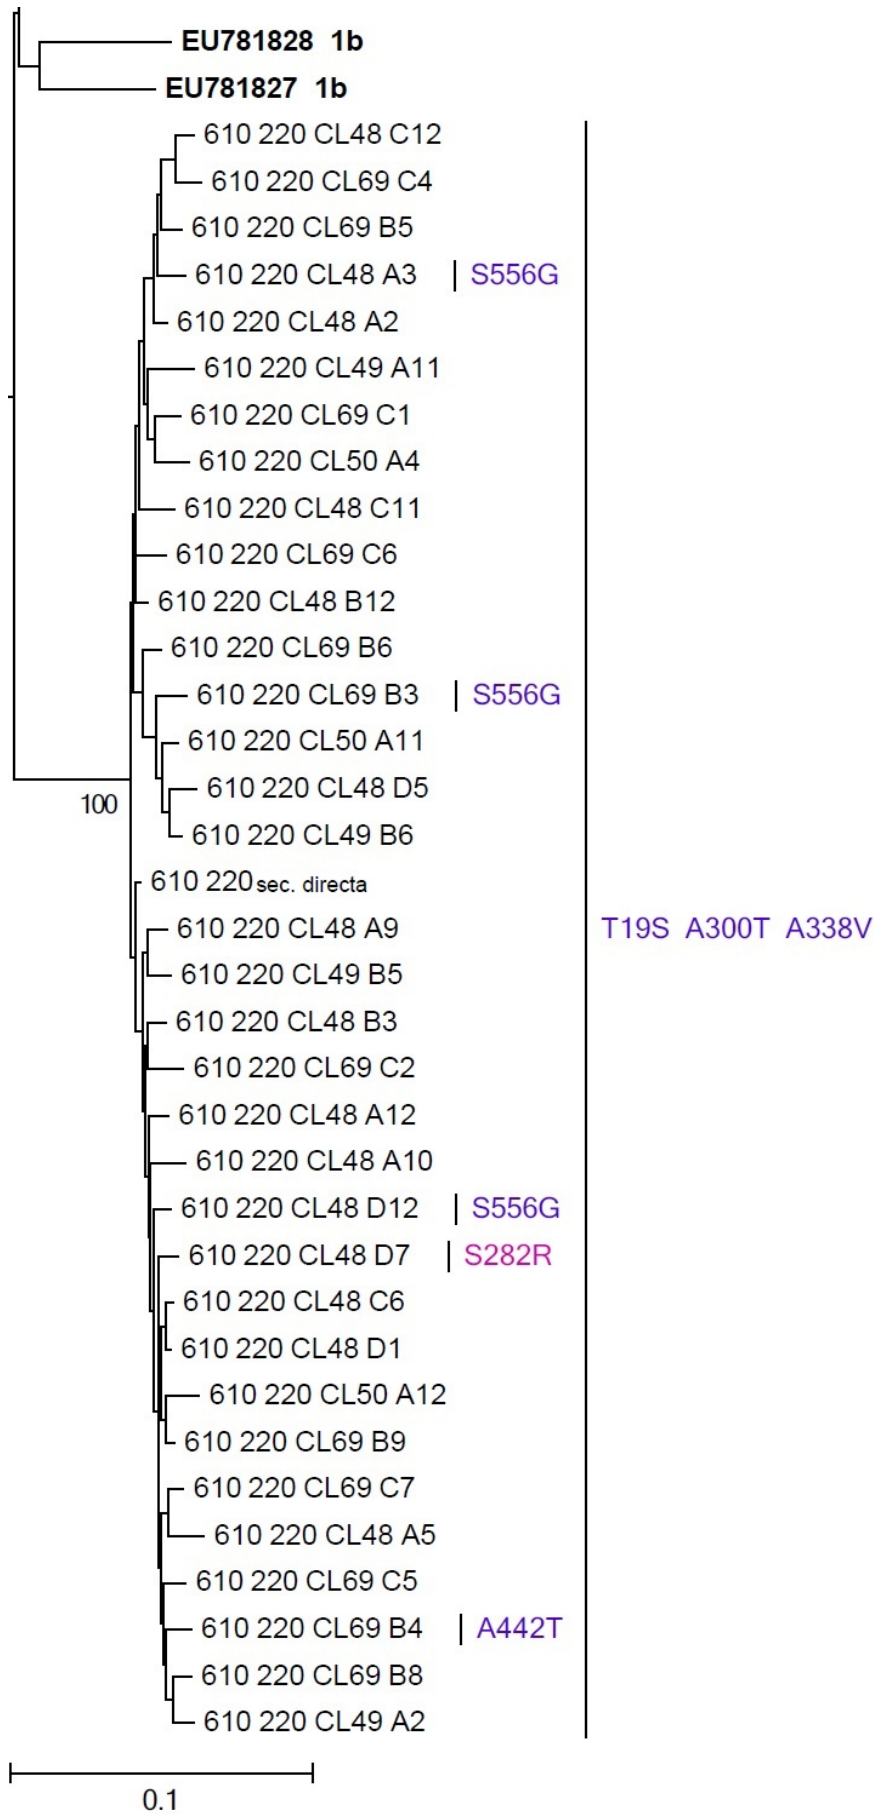 EU781828 1b
EU781827 1b
610 220 CL48 C12
610 220 CL69 C4
610 220 CL69 B5
610 220 CL48 A3 S556G
610 220 CL48 A2
610 220 CL49 A11
610 220 CL69 C1
610 220 CL50 A4
610 220 CL48 C11
610 220 CL69 C6
610 220 CL48 B12
610 220 CL69 B6
610 220 CL69 B3 S556G
610 220 CL50 A11
610 220 CL48 D5
100
610 220 CL49 B6
610 220 sec. directa
610 220 CL48 A9 T19S A300T A338V
610 220 CL49 B5
610 220 CL48 B3
610 220 CL69 C2
610 220 CL48 A12
610 220 CL48 A10
610 220 CL48 D12 S556G
610 220 CL48 D7 S282R
610 220 CL48 C6
610 220 CL48 D1
610 220 CL50 A12
610 220 CL69 B9
610 220 CL69 C7
610 220 CL48 A5
610 220 CL69 C5
610 220 CL69 B4 A442T
610 220 CL69 B8
610 220 CL49 A2
0.1